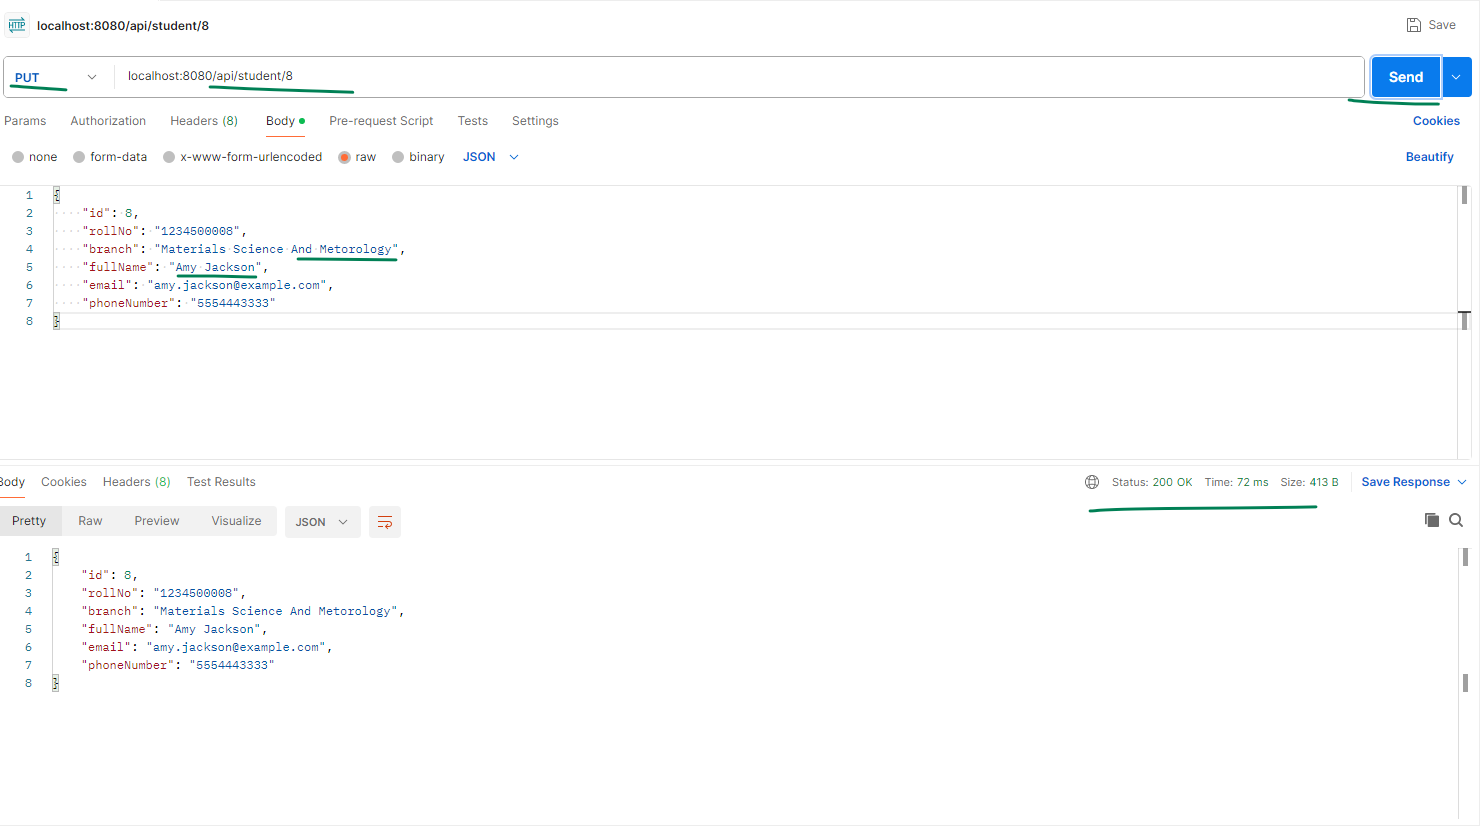 HTTP localhost:8080/api/student/8 Save
PUT localhost:8080/api/student/8 Send
Params Authorization Headers (8) Body Pre-request Script Tests Settings Cookies
none form-data x-www-form-urlencoded raw binary JSON Beautify
1 {
2 "id": 8,
3 "rollNo": "1234500008",
4 "branch": "Materials Science And Metorology",
5 "fullName": "Amy Jackson",
6 "email": "amy.jackson@example.com",
7 "phoneNumber": "5554443333"
8 }
Body Cookies Headers (8) Test Results Status: 200 OK Time: 72 ms Size: 413 B Save Response
Pretty Raw Preview Visualize JSON
1 {
2 "id": 8,
3 "rollNo": "1234500008",
4 "branch": "Materials Science And Metorology",
5 "fullName": "Amy Jackson",
6 "email": "amy.jackson@example.com",
7 "phoneNumber": "5554443333"
8 }